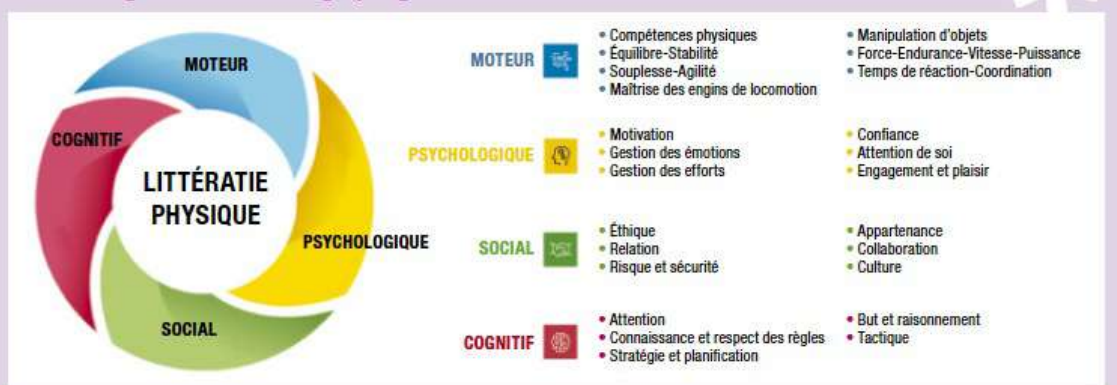 MOTEUR
COGNITIF
LITTÉRATIE
PHYSIQUE
PSYCHOLOGIQUE
SOCIAL
MOTEUR
• Compétences physiques
• Équilibre-Stabilité
• Souplesse-Agilité
• Maîtrise des engins de locomotion
• Manipulation d'objets
• Force-Endurance-Vitesse-Puissance
• Temps de réaction-Coordination
PSYCHOLOGIQUE
• Motivation
• Gestion des émotions
• Gestion des efforts
• Confiance
• Attention de soi
• Engagement et plaisir
SOCIAL
• Éthique
• Relation
• Risque et sécurité
• Appartenance
• Collaboration
• Culture
COGNITIF
• Attention
• Connaissance et respect des règles
• Stratégie et planification
• But et raisonnement
• Tactique